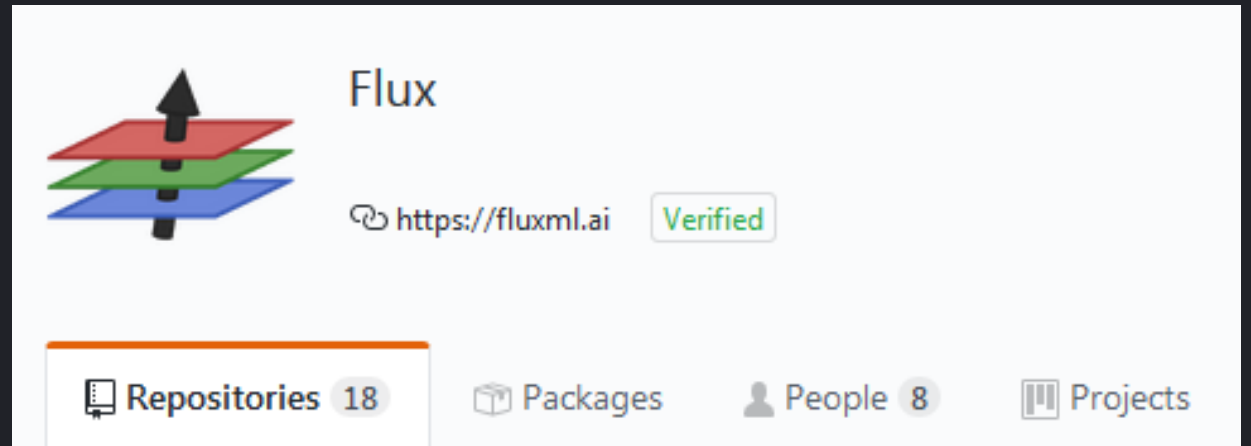 Flux
https://fluxml.ai Verified
Repositories 18 Packages People 8 Projects